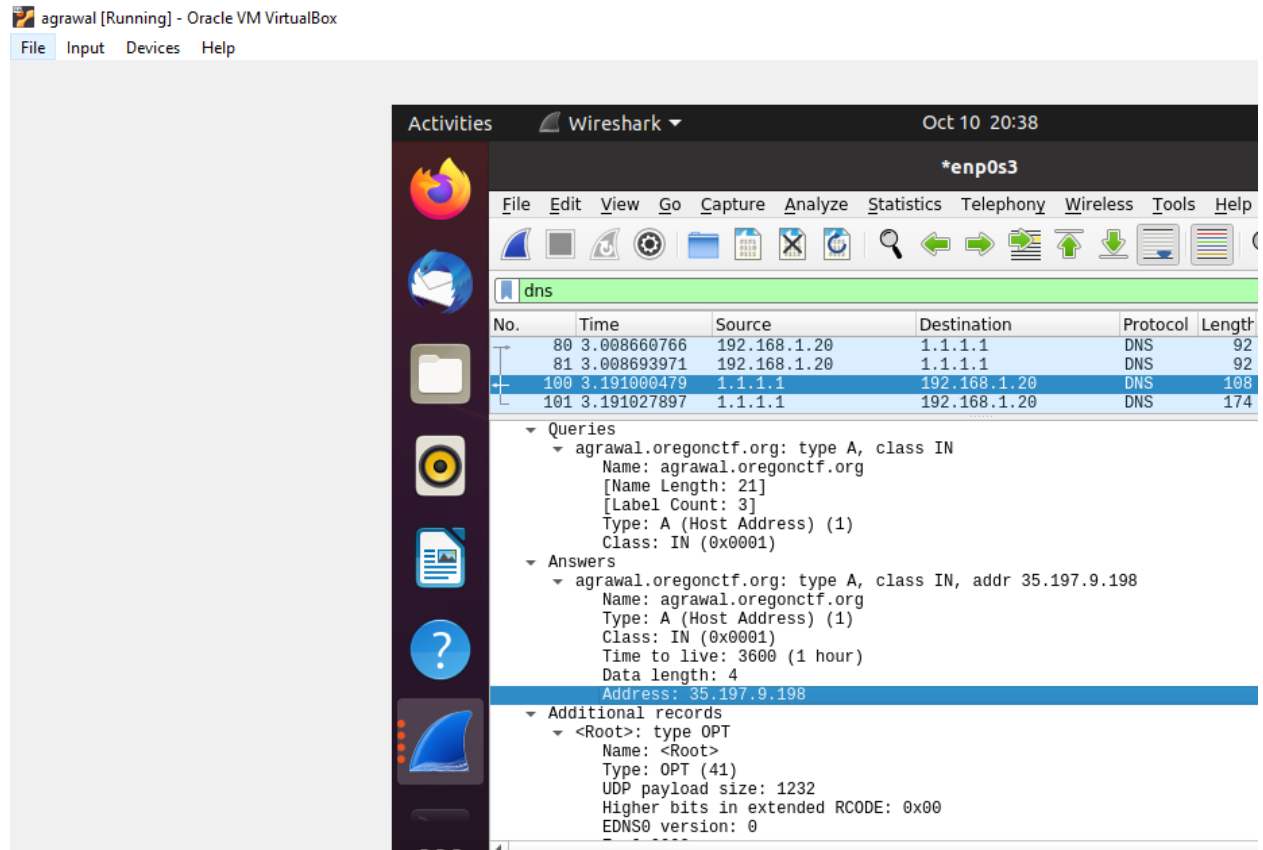 agrawal [Running] - Oracle VM VirtualBox
File Input Devices Help
Activities Wireshark Oct 10 20:38
*enp0s3
File Edit View Go Capture Analyze Statistics Telephony Wireless Tools Help
dns
No. Time Source Destination Protocol Length
80 3.008660766 192.168.1.20 1.1.1.1 DNS 92
81 3.008693971 192.168.1.20 1.1.1.1 DNS 92
100 3.191000479 1.1.1.1 192.168.1.20 DNS 108
101 3.191027897 1.1.1.1 192.168.1.20 DNS 174
Queries
agrawal.oregonctf.org: type A, class IN
Name: agrawal.oregonctf.org
[Name Length: 21]
[Label Count: 3]
Type: A (Host Address) (1)
Class: IN (0x0001)
Answers
agrawal.oregonctf.org: type A, class IN, addr 35.197.9.198
Name: agrawal.oregonctf.org
Type: A (Host Address) (1)
Class: IN (0x0001)
Time to live: 3600 (1 hour)
Data length: 4
Address: 35.197.9.198
Additional records
<Root>: type OPT
Name: <Root>
Type: OPT (41)
UDP payload size: 1232
Higher bits in extended RCODE: 0x00
EDNS0 version: 0